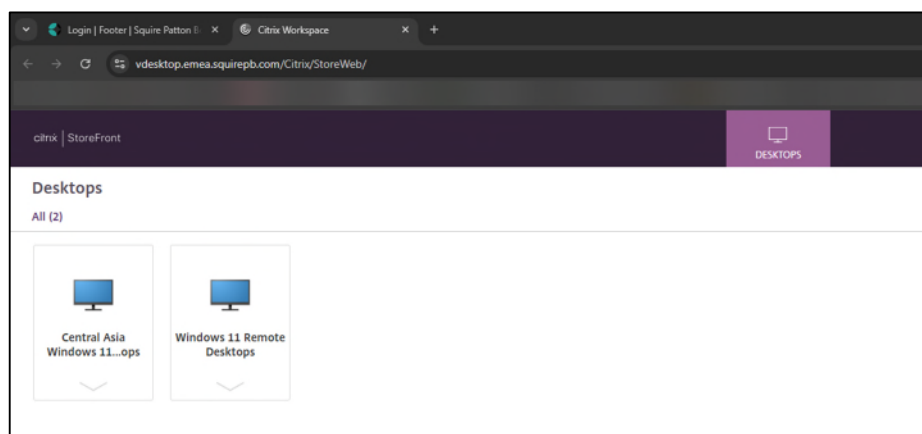 Login | Footer | Squire Patton B
Citrix Workspace
vdesktop.emea.squirepb.com/Citrix/StoreWeb/
citrix | StoreFront
DESKTOPS
Desktops
All (2)
Central Asia
Windows 11...ops
Windows 11 Remote
Desktops